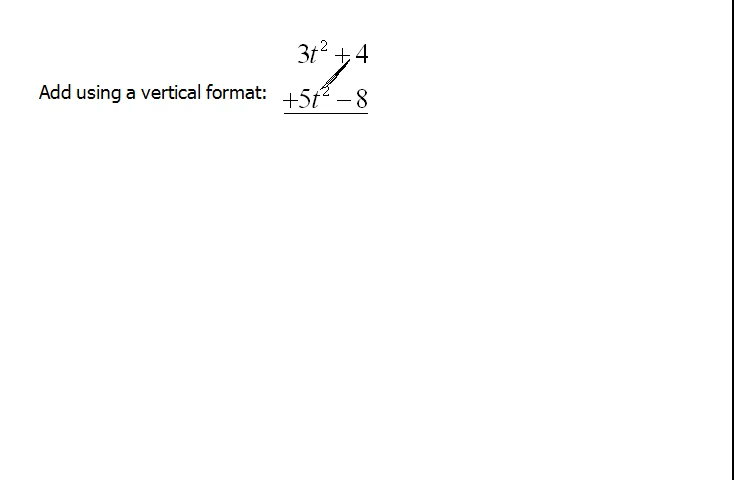 3t² + 4
Add using a vertical format: +5t² − 8